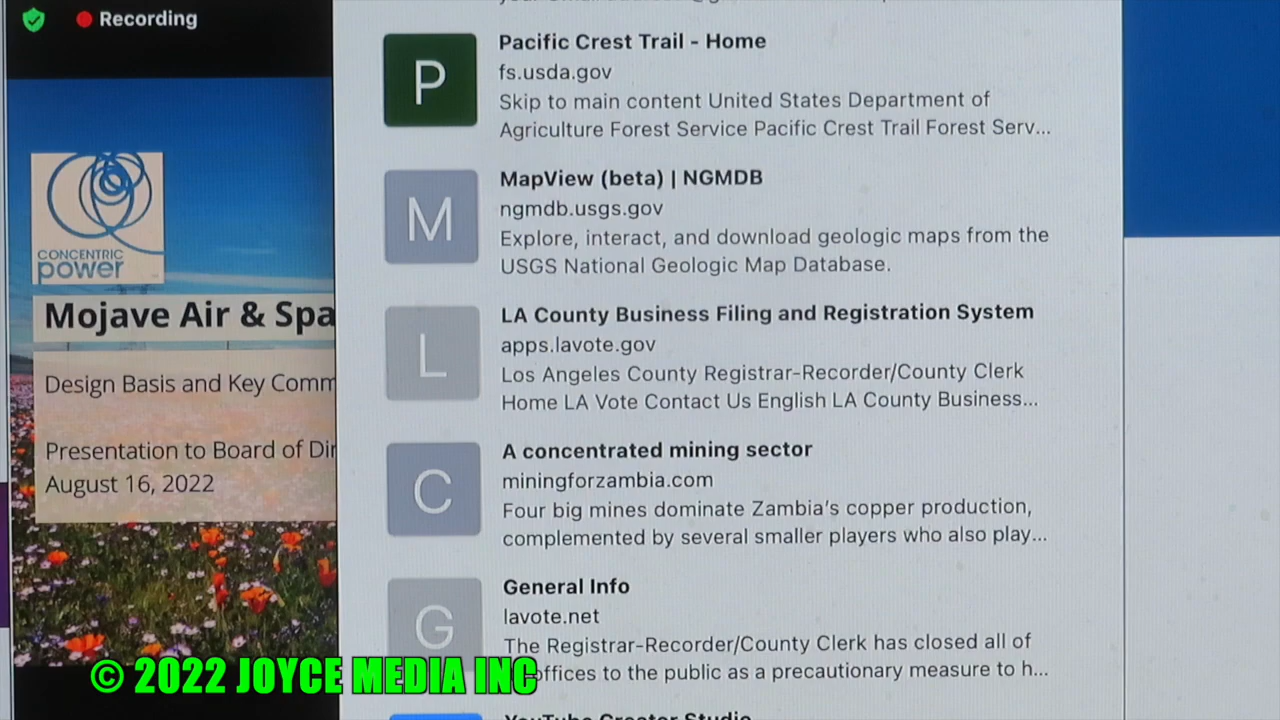 Recording
CONCENTRIC
power
Mojave Air & Spa
Design Basis and Key Comm
Presentation to Board of Dir
August 16, 2022
P
Pacific Crest Trail - Home
fs.usda.gov
Skip to main content United States Department of
Agriculture Forest Service Pacific Crest Trail Forest Serv...
M
MapView (beta) | NGMDB
ngmdb.usgs.gov
Explore, interact, and download geologic maps from the
USGS National Geologic Map Database.
L
LA County Business Filing and Registration System
apps.lavote.gov
Los Angeles County Registrar-Recorder/County Clerk
Home LA Vote Contact Us English LA County Business...
C
A concentrated mining sector
miningforzambia.com
Four big mines dominate Zambia's copper production,
complemented by several smaller players who also play...
G
General Info
lavote.net
The Registrar-Recorder/County Clerk has closed all of
offices to the public as a precautionary measure to h...
YouTube Creator Studio
© 2022 JOYCE MEDIA INC